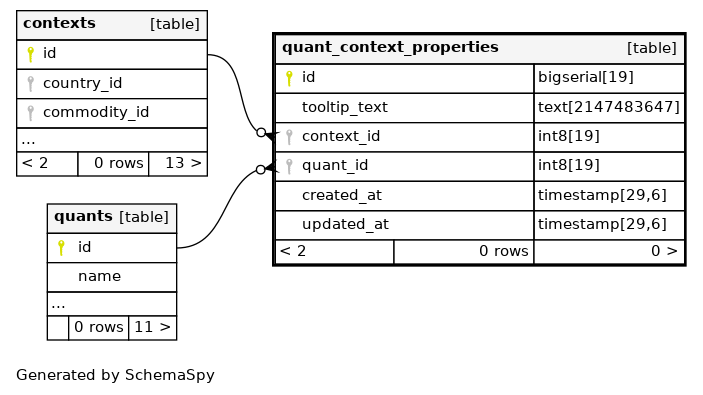 contexts [table]
id
country_id
commodity_id
...
< 2 0 rows 13 >
quant_context_properties [table]
id bigserial[19]
tooltip_text text[2147483647]
context_id int8[19]
quant_id int8[19]
created_at timestamp[29,6]
updated_at timestamp[29,6]
< 2 0 rows 0 >
quants [table]
id
name
...
0 rows 11 >
Generated by SchemaSpy